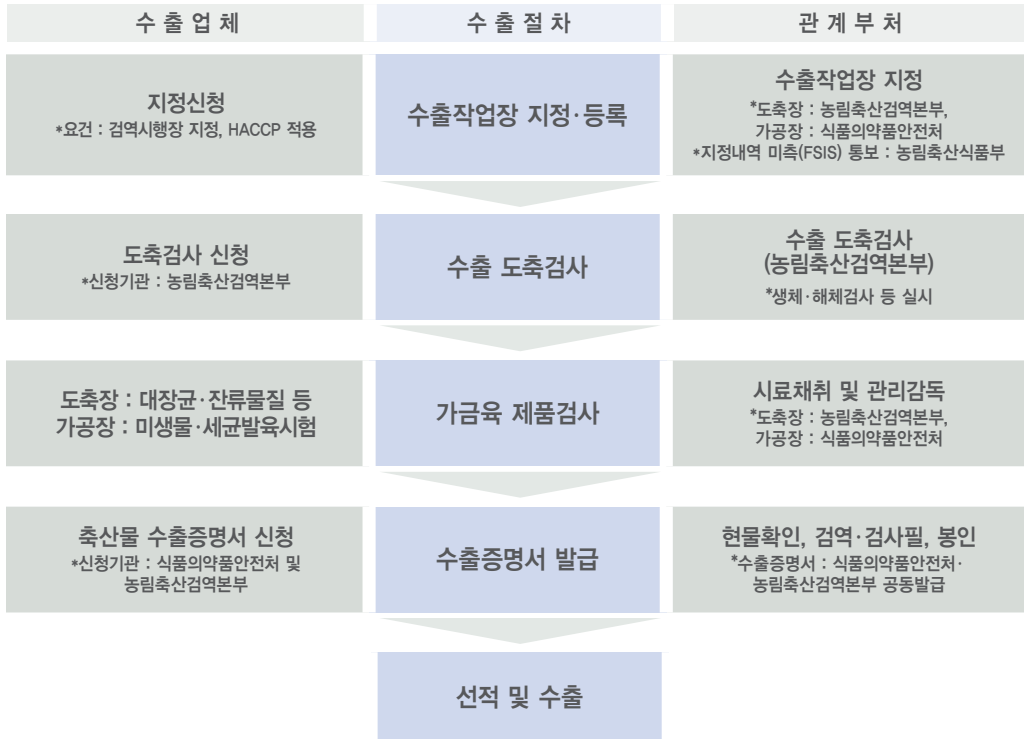 수출업체
수출절차
관계부처
지정신청
*요건 : 검역시행장 지정, HACCP 적용
수출작업장 지정·등록
수출작업장 지정
*도축장 : 농림축산검역본부,
가공장 : 식품의약품안전처
*지정내역 미측(FSIS) 통보 : 농림축산식품부
도축검사 신청
*신청기관 : 농림축산검역본부
수출 도축검사
수출 도축검사
(농림축산검역본부)
*생체·해체검사 등 실시
도축장 : 대장균·잔류물질 등
가공장 : 미생물·세균발육시험
가금육 제품검사
시료채취 및 관리감독
*도축장 : 농림축산검역본부,
가공장 : 식품의약품안전처
축산물 수출증명서 신청
*신청기관 : 식품의약품안전처 및
농림축산검역본부
수출증명서 발급
현물확인, 검역·검사필, 봉인
*수출증명서 : 식품의약품안전처·
농림축산검역본부 공동발급
선적 및 수출